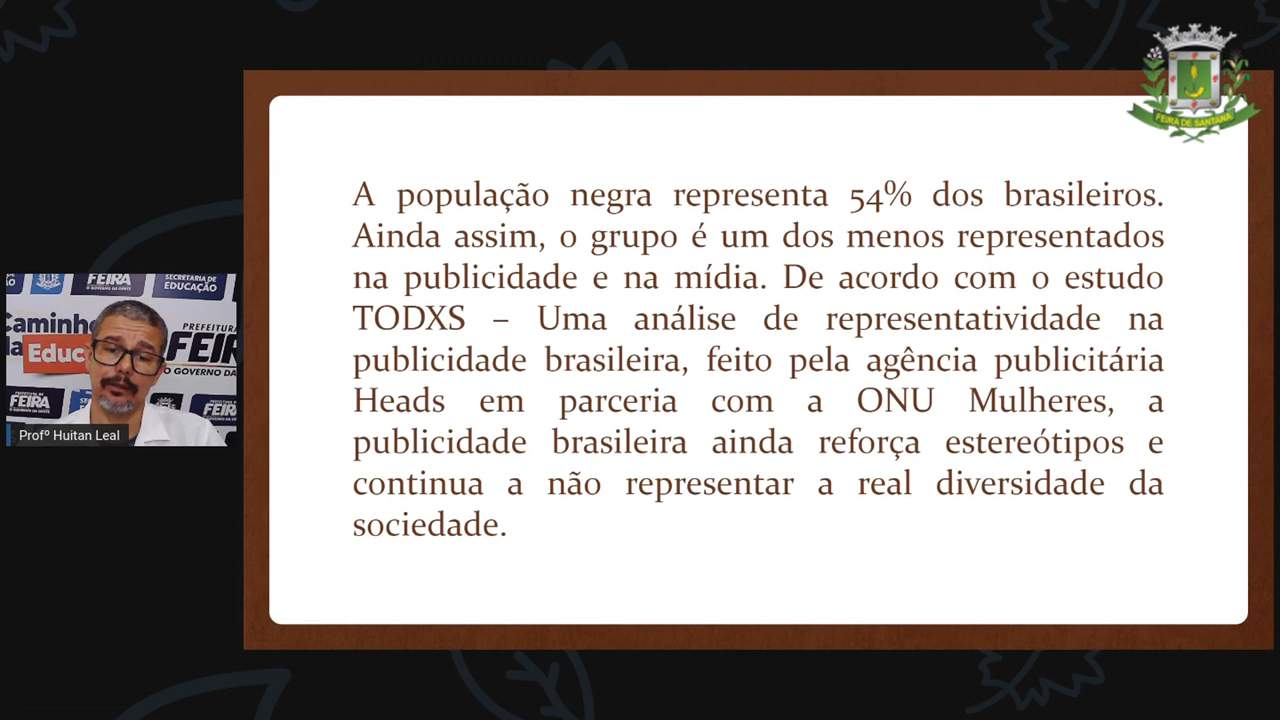 FEIRA DE SANTANA
A população negra representa 54% dos brasileiros.
Ainda assim, o grupo é um dos menos representados
na publicidade e na mídia. De acordo com o estudo
TODXS – Uma análise de representatividade na
publicidade brasileira, feito pela agência publicitária
Heads em parceria com a ONU Mulheres, a
publicidade brasileira ainda reforça estereótipos e
continua a não representar a real diversidade da
sociedade.
FEIRA
SECRETARIA DE
EDUCAÇÃO
Caminho
da
Educ
PREFEITURA
FEIR
O GOVERNO DA
FEIRA
FEIR
Profº Huitan Leal